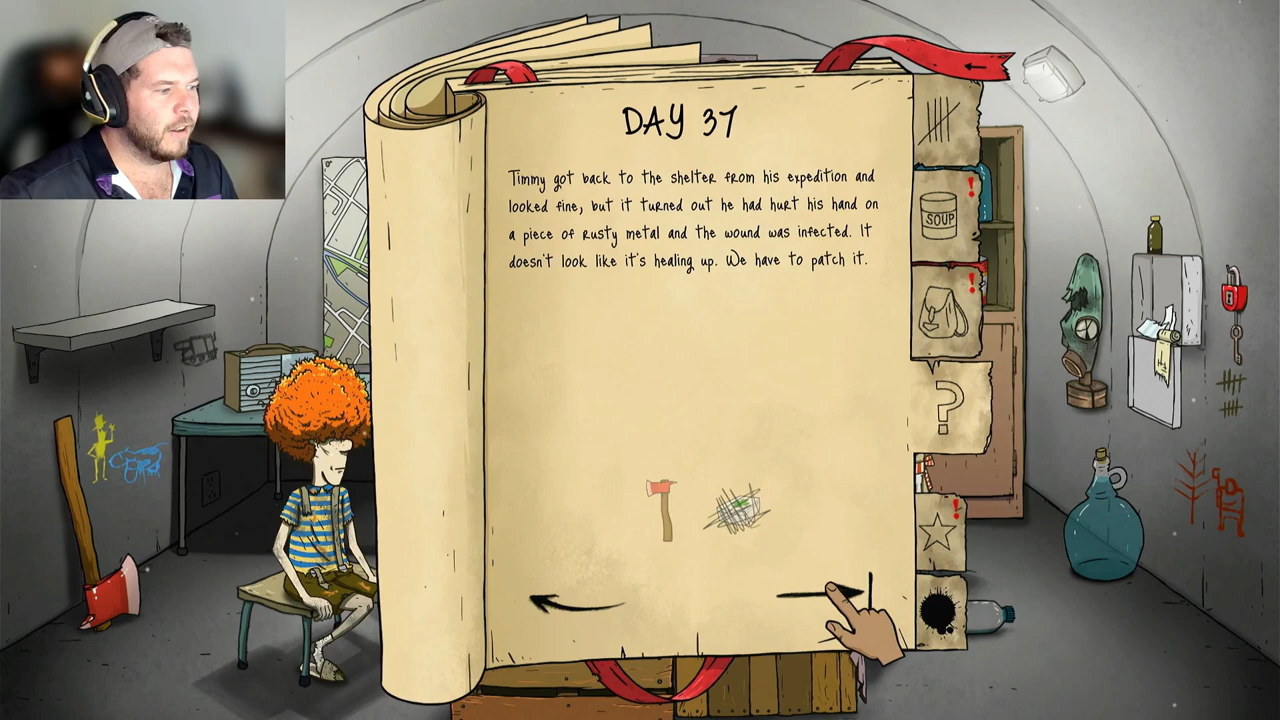 DAY 37
Timmy got back to the shelter from his expedition and
looked fine, but it turned out he had hurt his hand on
a piece of rusty metal and the wound was infected. It
doesn't look like it's healing up. We have to patch it.
!
SOUP
!
?
!